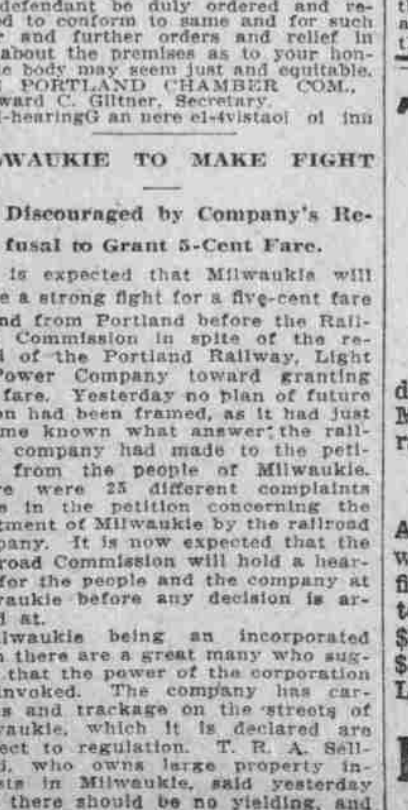 defendant be duly ordered and re-
d to conform to same and for such
r and further orders and relief in
about the premises as to your hon-
e body may seem just and equitable.
PORTLAND CHAMBER COM.,
ward C. Giltner, Secretary.
l-hearingG an nere el-4vistaol of inu
WAUKIE TO MAKE FIGHT
Discouraged by Company's Re-
fusal to Grant 5-Cent Fare.
is expected that Milwaukie will
e a strong fight for a five-cent fare
nd from Portland before the Rail-
Commission in spite of the re-
l of the Portland Railway, Light
Power Company toward granting
fare. Yesterday no plan of future
on had been framed, as it had just
me known what answer the rail-
company had made to the peti-
from the people of Milwaukie.
re were 25 different complaints
e in the petition concerning the
tment of Milwaukie by the railroad
pany. It is now expected that the
road Commission will hold a hear-
for the people and the company at
vaukie before any decision is ar-
d at.
ilwaukie being an incorporated
n there are a great many who sug-
that the power of the corporation
invoked. The company has car-
s and trackage on the streets of
vaukie, which it is declared are
ect to regulation. T. R. A. Sell-
d, who owns large property in-
sts in Milwaukie, said yesterday
there should be no yielding, and